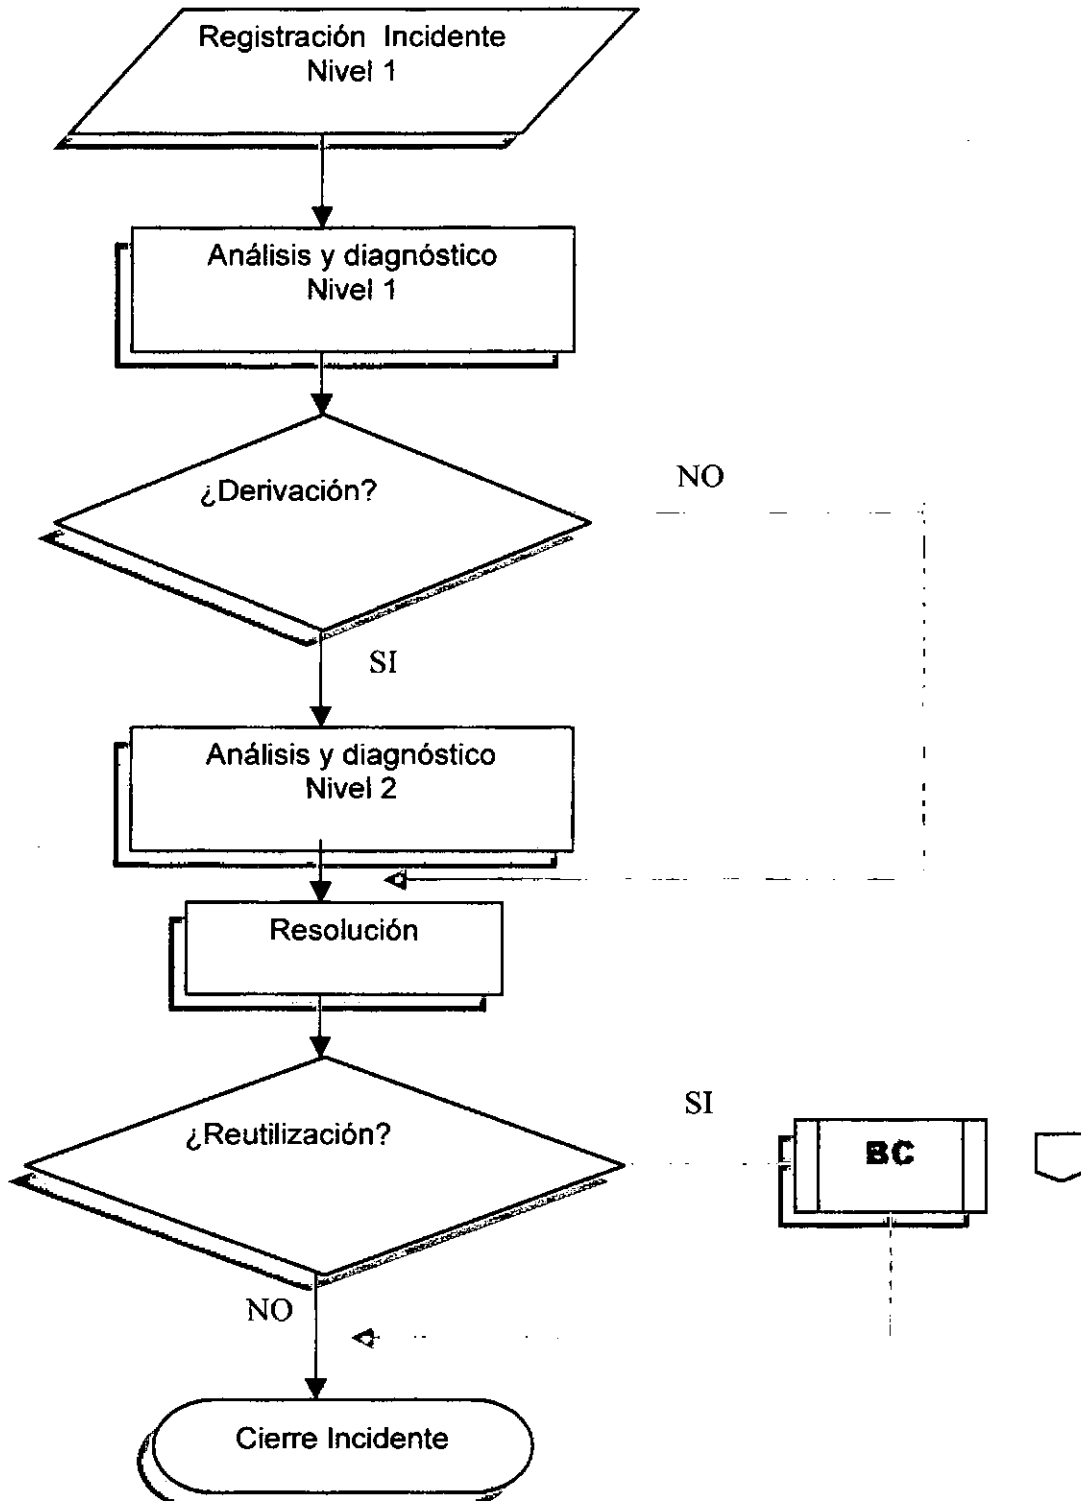 Registración Incidente
Nivel 1
Análisis y diagnóstico
Nivel 1
¿Derivación?
NO
SI
Análisis y diagnóstico
Nivel 2
Resolución
¿Reutilización?
SI
BC
NO
Cierre Incidente